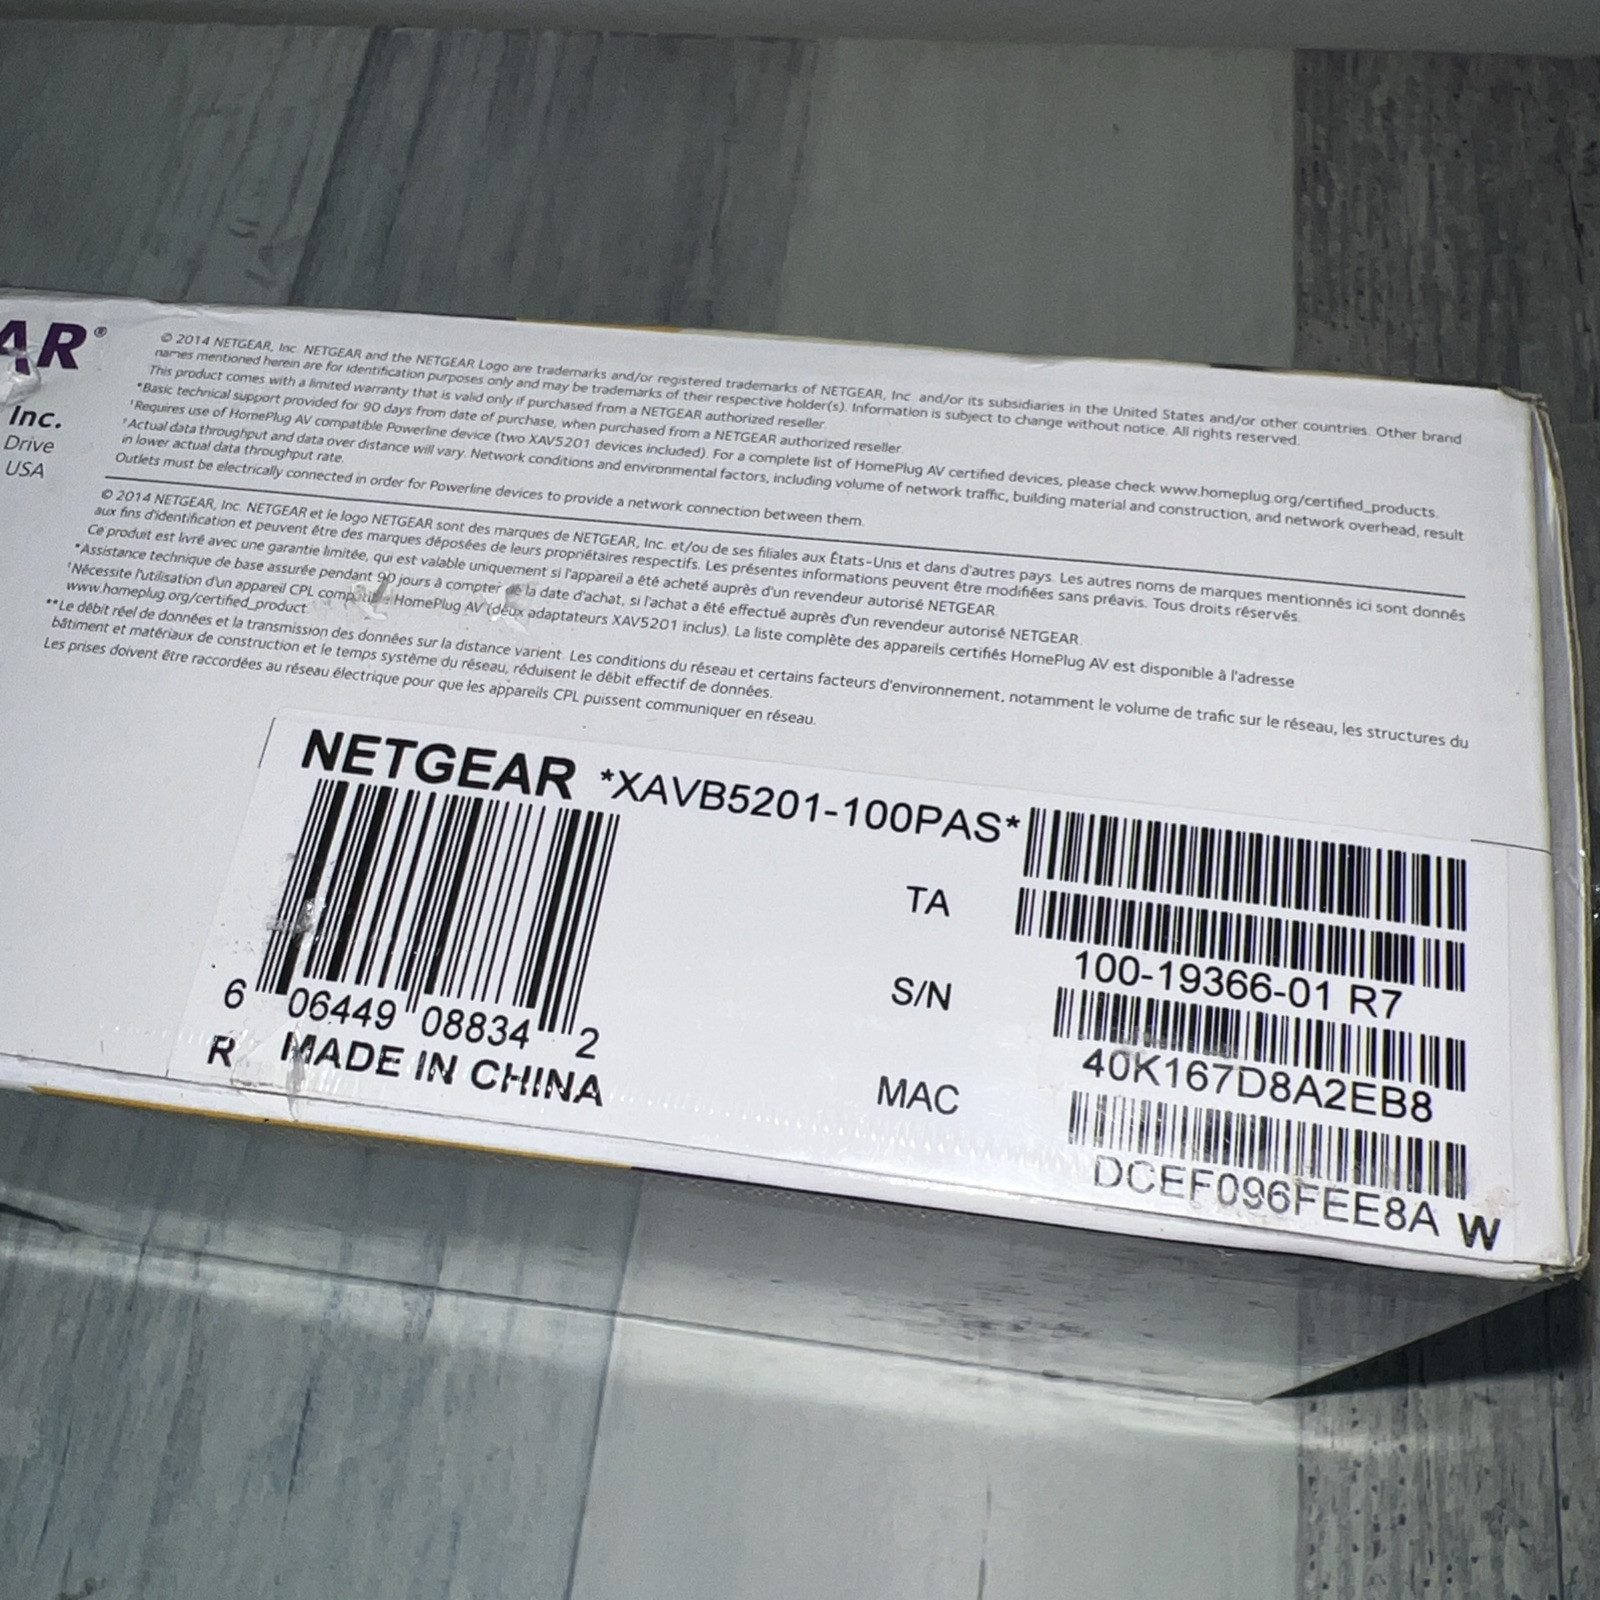 AR®
Inc.
Drive
USA
© 2014 NETGEAR, Inc. NETGEAR and the NETGEAR Logo are trademarks and/or registered trademarks of NETGEAR, Inc. and/or its subsidiaries in the United States and/or other countries. Other brand
names mentioned herein are for identification purposes only and may be trademarks of their respective holder(s). Information is subject to change without notice. All rights reserved.
This product comes with a limited warranty that is valid only if purchased from a NETGEAR authorized reseller.
*Basic technical support provided for 90 days from date of purchase, when purchased from a NETGEAR authorized reseller.
†Requires use of HomePlug AV compatible Powerline device (two XAV5201 devices included). For a complete list of HomePlug AV certified devices, please check www.homeplug.org/certified_products.
†Actual data throughput and data over distance will vary. Network conditions and environmental factors, including volume of network traffic, building material and construction, and network overhead, result
in lower actual data throughput rate.
Outlets must be electrically connected in order for Powerline devices to provide a network connection between them.
© 2014 NETGEAR, Inc. NETGEAR et le logo NETGEAR sont des marques de NETGEAR, Inc. et/ou de ses filiales aux États-Unis et dans d'autres pays. Les autres noms de marques mentionnés ici sont donnés
aux fins d'identification et peuvent être des marques déposées de leurs propriétaires respectifs. Les présentes informations peuvent être modifiées sans préavis. Tous droits réservés.
Ce produit est livré avec une garantie limitée, qui est valable uniquement si l'appareil a été acheté auprès d'un revendeur autorisé NETGEAR.
*Assistance technique de base assurée pendant 90 jours à compter de la date d'achat, si l'achat a été effectué auprès d'un revendeur autorisé NETGEAR.
†Nécessite l'utilisation d'un appareil CPL compatible HomePlug AV (deux adaptateurs XAV5201 inclus). La liste complète des appareils certifiés HomePlug AV est disponible à l'adresse
www.homeplug.org/certified_product.
**Le débit réel de données et la transmission des données sur la distance varient. Les conditions du réseau et certains facteurs d'environnement, notamment le volume de trafic sur le réseau, les structures du
bâtiment et matériaux de construction et le temps système du réseau, réduisent le débit effectif de données.
Les prises doivent être raccordées au réseau électrique pour que les appareils CPL puissent communiquer en réseau.
NETGEAR *XAVB5201-100PAS*
TA
100-19366-01 R7
S/N
40K167D8A2EB8
MAC
DCEF096FEE8A W
6 06449 08834 2
R MADE IN CHINA